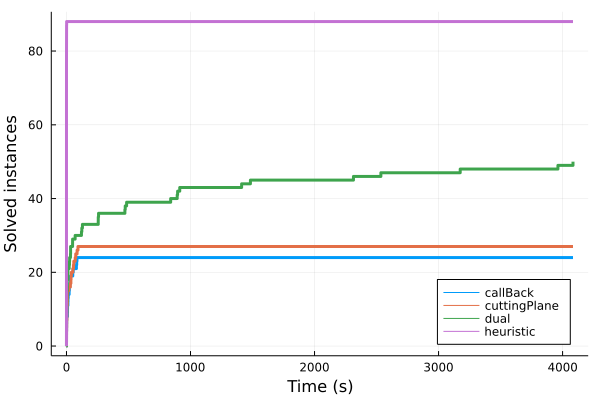 Solved instances
80
60
40
20
0
0 1000 2000 3000 4000
Time (s)
callBack
cuttingPlane
dual
heuristic